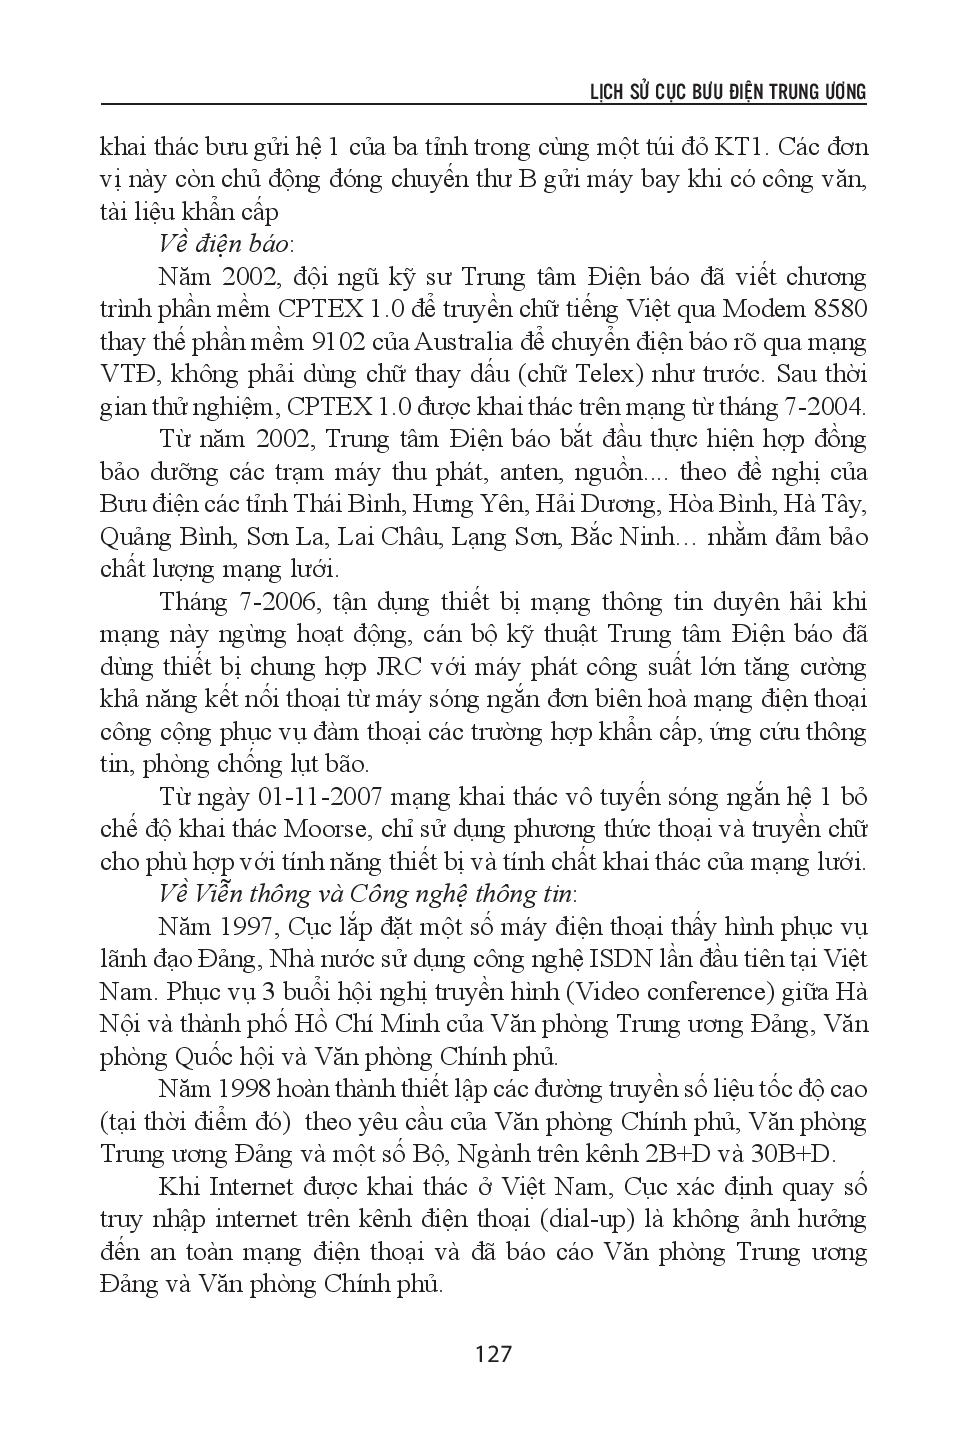 LỊCH SỬ CỤC BƯU ĐIỆN TRUNG ƯƠNG
khai thác bưu gửi hệ 1 của ba tỉnh trong cùng một túi đỏ KT1. Các đơn
vị này còn chủ động đóng chuyến thư B gửi máy bay khi có công văn,
tài liệu khẩn cấp
Về điện báo:
Năm 2002, đội ngũ kỹ sư Trung tâm Điện báo đã viết chương
trình phần mềm CPTEX 1.0 để truyền chữ tiếng Việt qua Modem 8580
thay thế phần mềm 9102 của Australia để chuyển điện báo rõ qua mạng
VTĐ, không phải dùng chữ thay dấu (chữ Telex) như trước. Sau thời
gian thử nghiệm, CPTEX 1.0 được khai thác trên mạng từ tháng 7-2004.
Từ năm 2002, Trung tâm Điện báo bắt đầu thực hiện hợp đồng
bảo dưỡng các trạm máy thu phát, anten, nguồn.... theo đề nghị của
Bưu điện các tỉnh Thái Bình, Hưng Yên, Hải Dương, Hòa Bình, Hà Tây,
Quảng Bình, Sơn La, Lai Châu, Lạng Sơn, Bắc Ninh… nhằm đảm bảo
chất lượng mạng lưới.
Tháng 7-2006, tận dụng thiết bị mạng thông tin duyên hải khi
mạng này ngừng hoạt động, cán bộ kỹ thuật Trung tâm Điện báo đã
dùng thiết bị chung hợp JRC với máy phát công suất lớn tăng cường
khả năng kết nối thoại từ máy sóng ngắn đơn biên hoà mạng điện thoại
công cộng phục vụ đàm thoại các trường hợp khẩn cấp, ứng cứu thông
tin, phòng chống lụt bão.
Từ ngày 01-11-2007 mạng khai thác vô tuyến sóng ngắn hệ 1 bỏ
chế độ khai thác Moorse, chỉ sử dụng phương thức thoại và truyền chữ
cho phù hợp với tính năng thiết bị và tính chất khai thác của mạng lưới.
Về Viễn thông và Công nghệ thông tin:
Năm 1997, Cục lắp đặt một số máy điện thoại thấy hình phục vụ
lãnh đạo Đảng, Nhà nước sử dụng công nghệ ISDN lần đầu tiên tại Việt
Nam. Phục vụ 3 buổi hội nghị truyền hình (Video conference) giữa Hà
Nội và thành phố Hồ Chí Minh của Văn phòng Trung ương Đảng, Văn
phòng Quốc hội và Văn phòng Chính phủ.
Năm 1998 hoàn thành thiết lập các đường truyền số liệu tốc độ cao
(tại thời điểm đó)  theo yêu cầu của Văn phòng Chính phủ, Văn phòng
Trung ương Đảng và một số Bộ, Ngành trên kênh 2B+D và 30B+D.
Khi Internet được khai thác ở Việt Nam, Cục xác định quay số
truy nhập internet trên kênh điện thoại (dial-up) là không ảnh hưởng
đến an toàn mạng điện thoại và đã báo cáo Văn phòng Trung ương
Đảng và Văn phòng Chính phủ.
127